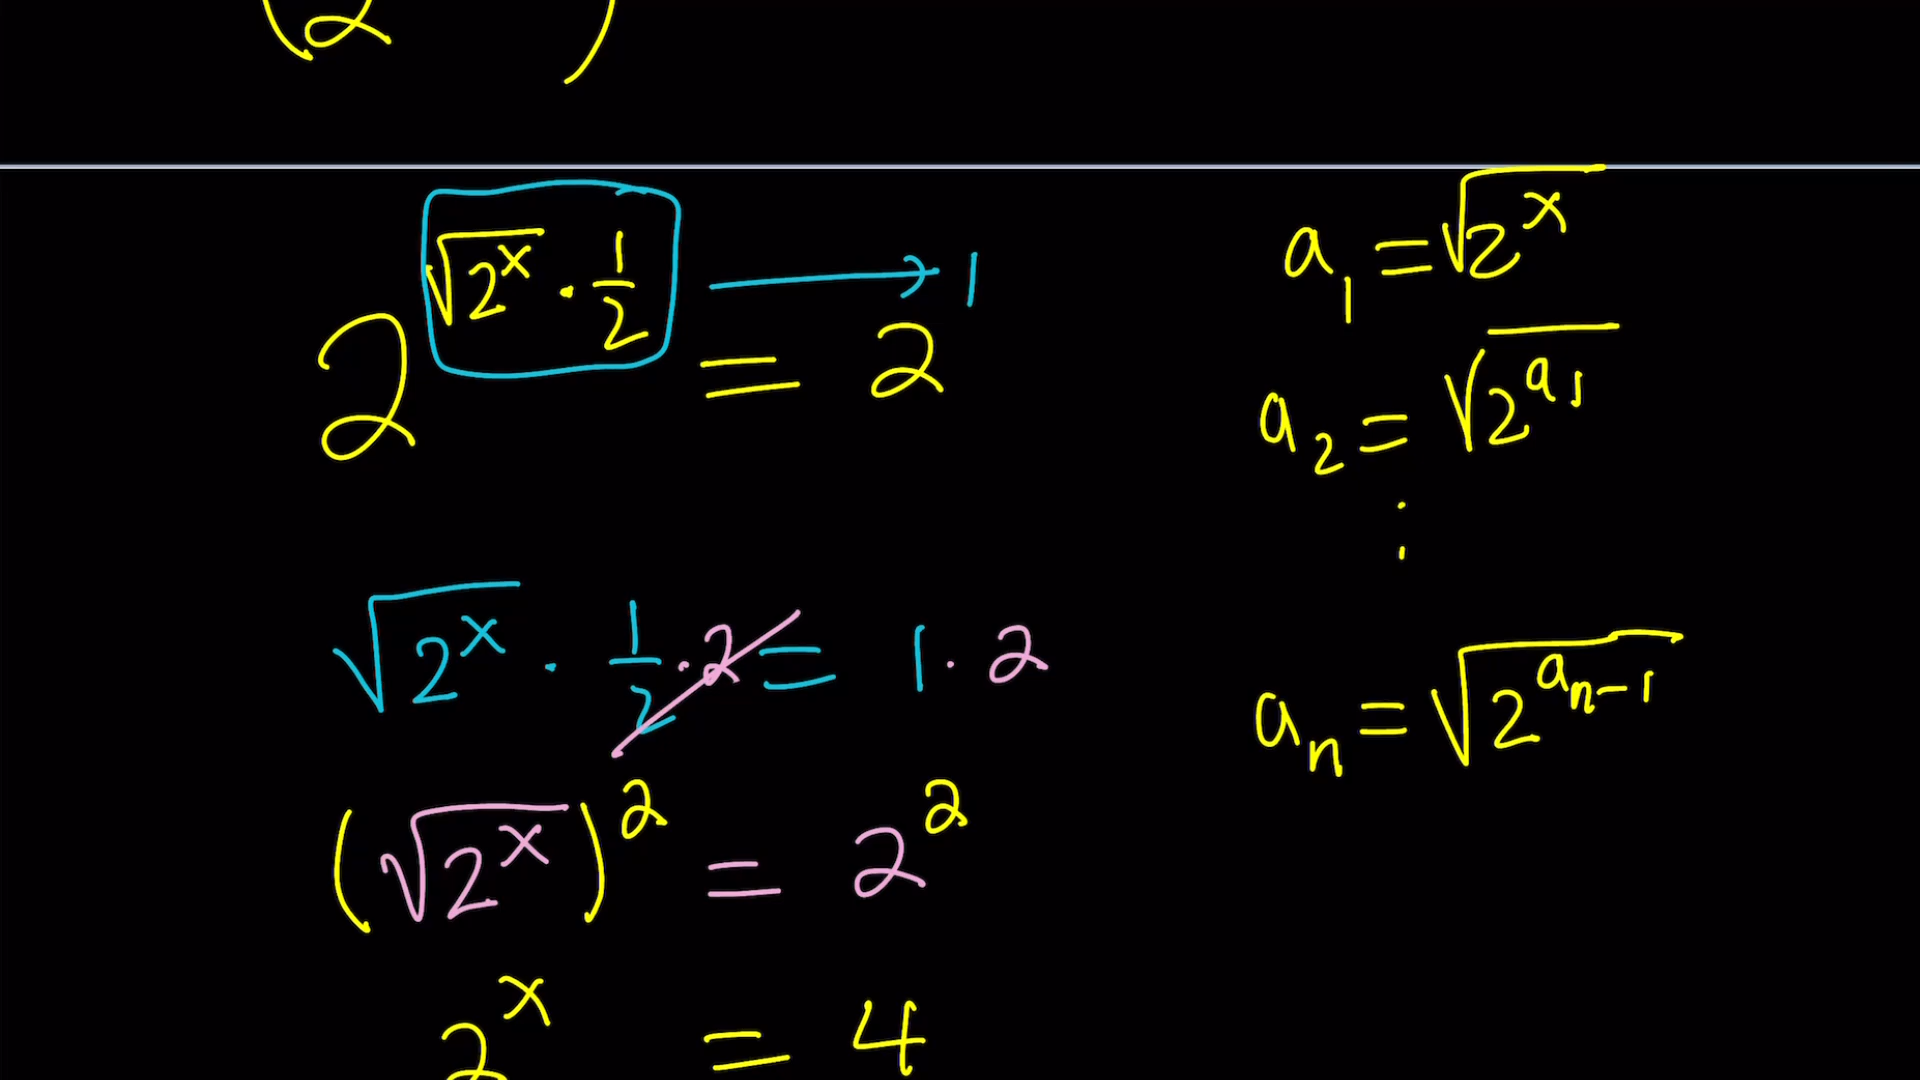 (2 )
2^{√(2^x) · 1/2} = 2^1
√(2^x) · 1/2 · 2 = 1 · 2
(√(2^x))^2 = 2^2
2^x = 4
a_1 = √(2^x)
a_2 = √(2^{a_1})
⋮
a_n = √(2^{a_{n-1}})